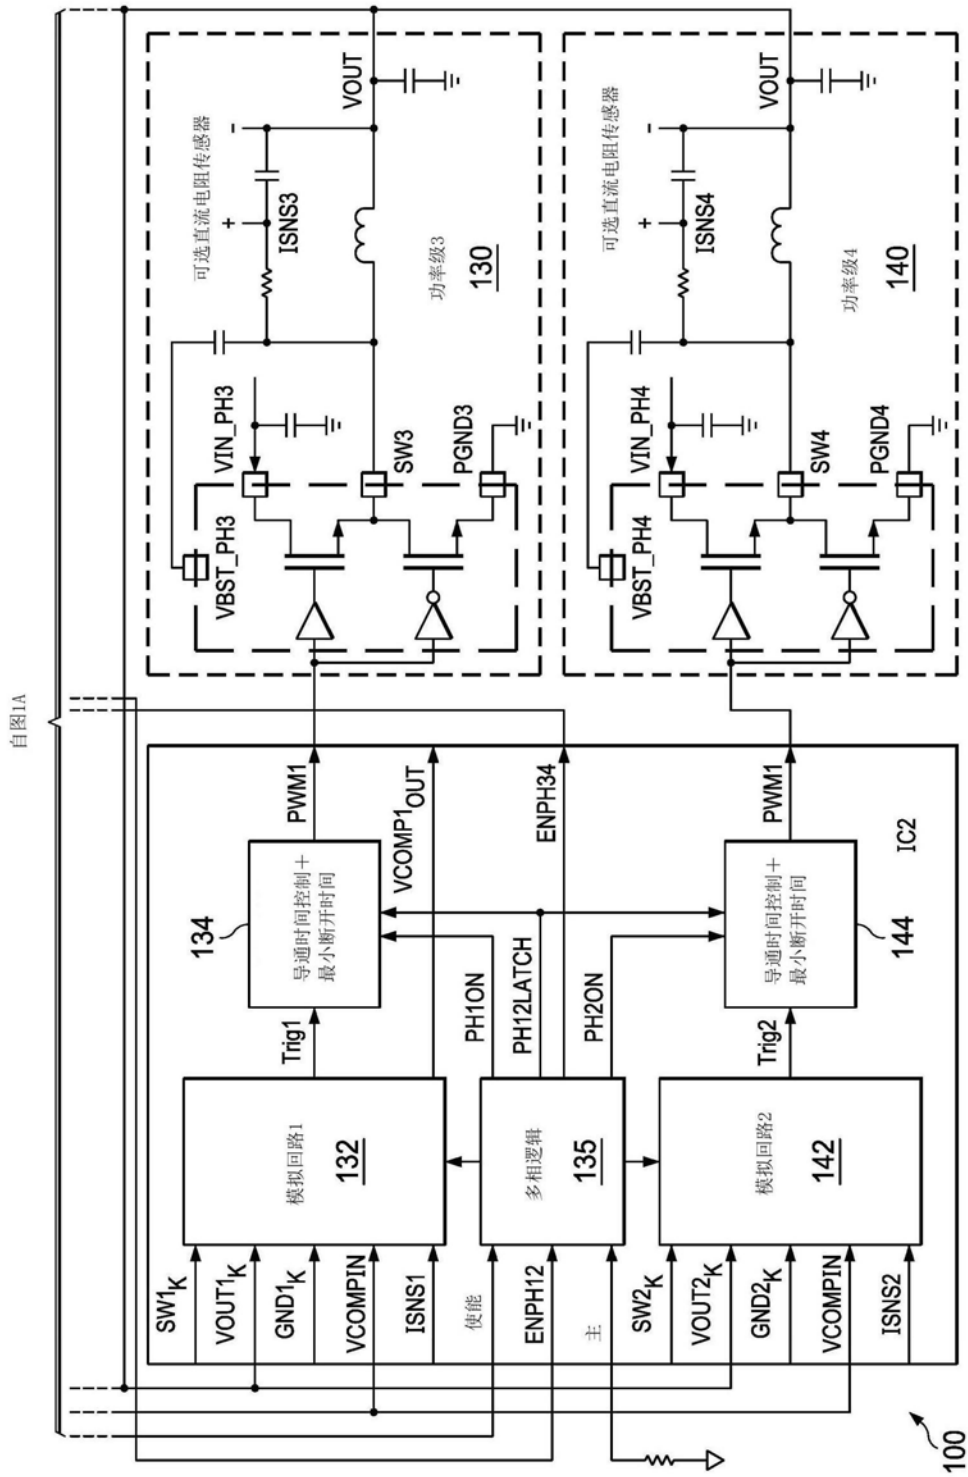 自图1A
SW1K
VOUT1K
GND1K
VCOMPIN
ISNS1
使能
ENPH12
主
SW2K
VOUT2K
GND2K
VCOMPIN
ISNS2
模拟回路1
132
多相逻辑
135
模拟回路2
142
Trig1
VCOMP1OUT
PH1ON
PH12LATCH
ENPH34
PH2ON
Trig2
134
导通时间控制+
最小断开时间
144
导通时间控制+
最小断开时间
PWM1
PWM1
IC2
VBST_PH3
VIN_PH3
SW3
PGND3
可选直流电阻传感器
+
-
ISNS3
VOUT
功率级3
130
VBST_PH4
VIN_PH4
SW4
PGND4
可选直流电阻传感器
+
-
ISNS4
VOUT
功率级4
140
100